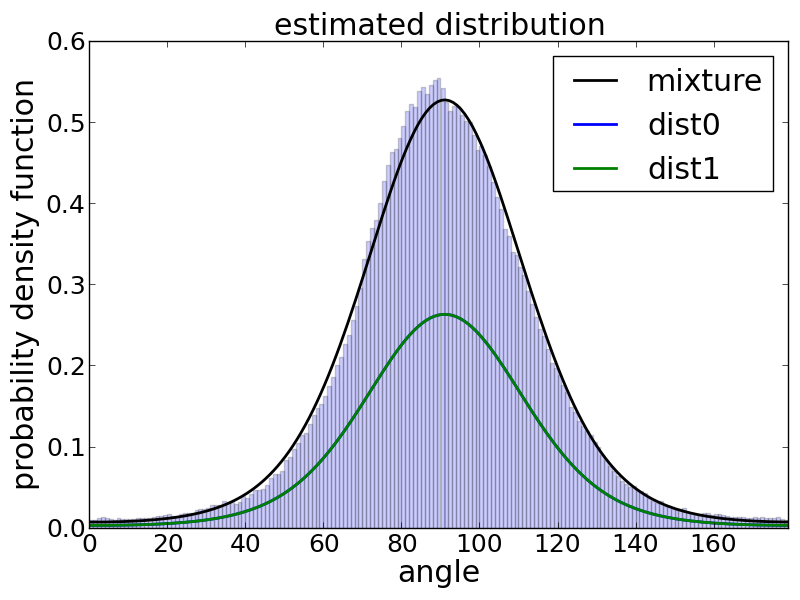 estimated distribution
0.6
0.5
0.4
0.3
0.2
0.1
0.0
probability density function
mixture
dist0
dist1
0 20 40 60 80 100 120 140 160
angle